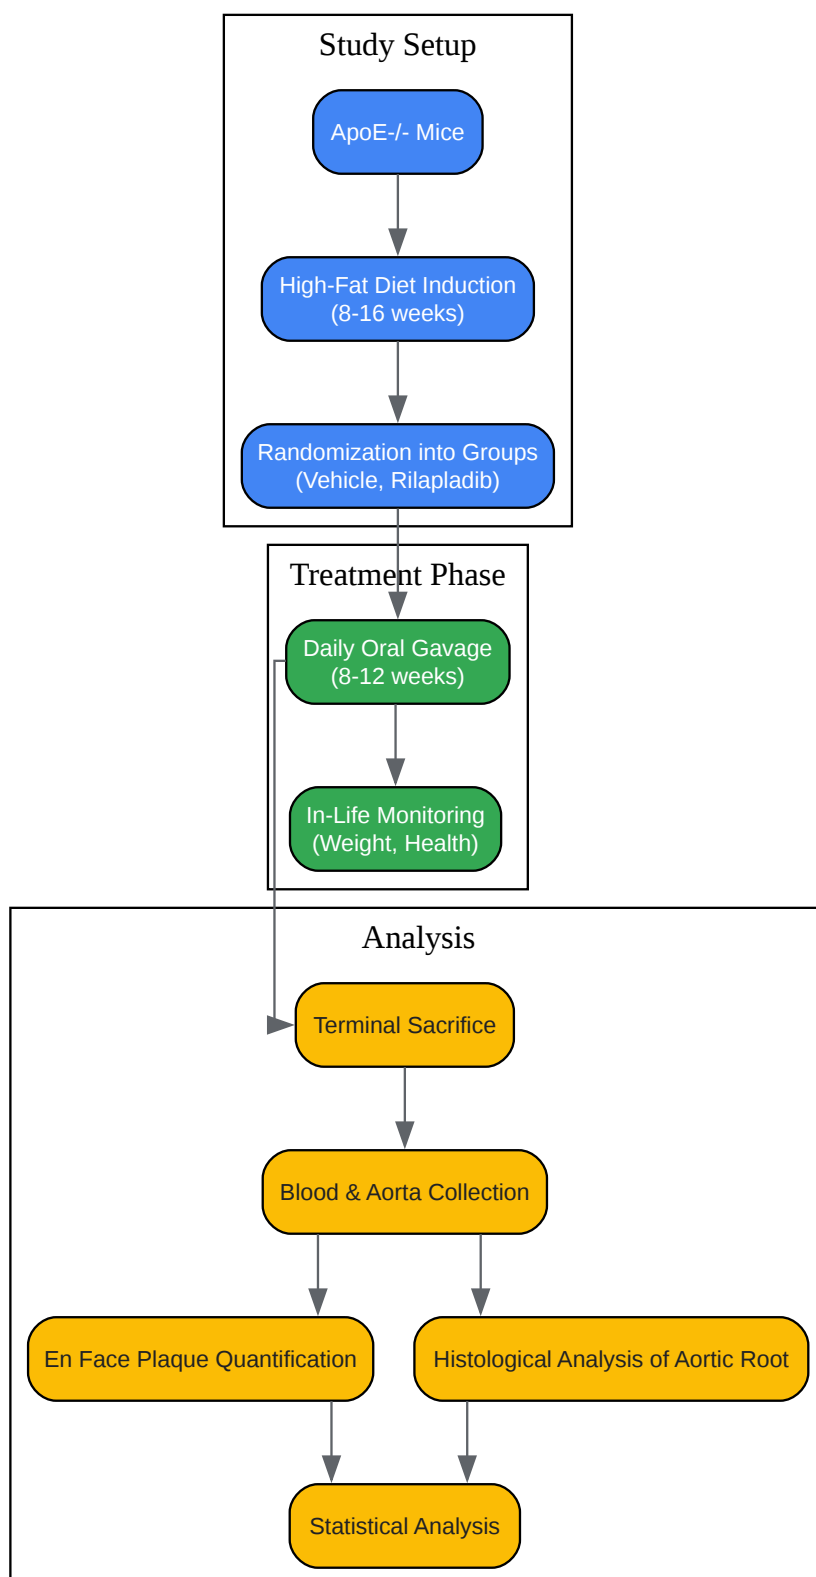 Study Setup
ApoE-/- Mice
High-Fat Diet Induction
(8-16 weeks)
Randomization into Groups
(Vehicle, Rilapladib)
Treatment Phase
Daily Oral Gavage
(8-12 weeks)
In-Life Monitoring
(Weight, Health)
Analysis
Terminal Sacrifice
Blood & Aorta Collection
En Face Plaque Quantification
Histological Analysis of Aortic Root
Statistical Analysis